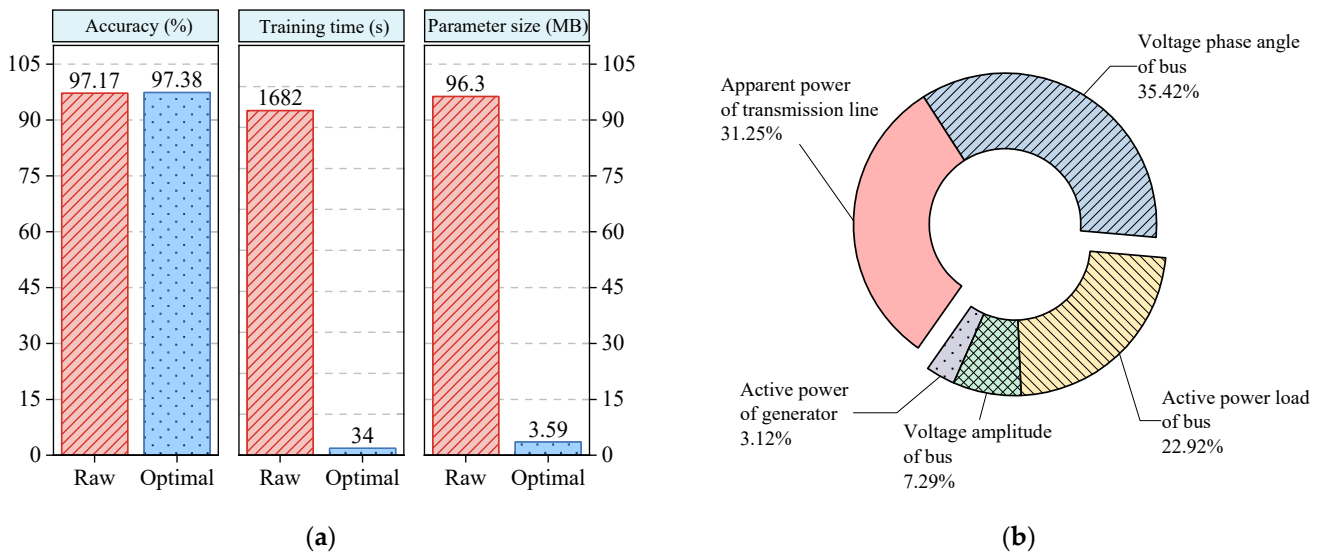 Accuracy (%)
Training time (s)
Parameter size (MB)
105
90
75
60
45
30
15
0
97.17
97.38
1682
34
96.3
3.59
105
90
75
60
45
30
15
0
Raw
Optimal
Raw
Optimal
Raw
Optimal
(a)
Voltage phase angle
of bus
35.42%
Apparent power
of transmission line
31.25%
Active power
of generator
3.12%
Voltage amplitude
of bus
7.29%
Active power load
of bus
22.92%
(b)